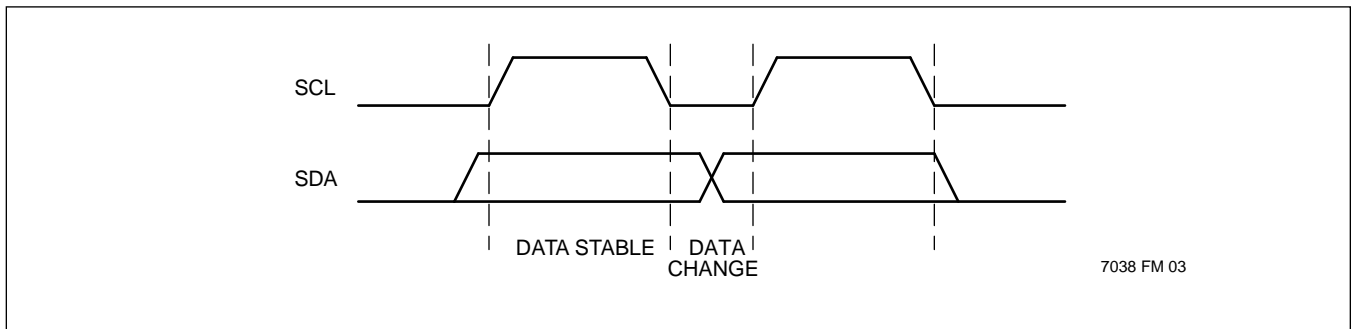 SCL
SDA
DATA STABLE
DATA
CHANGE
7038 FM 03